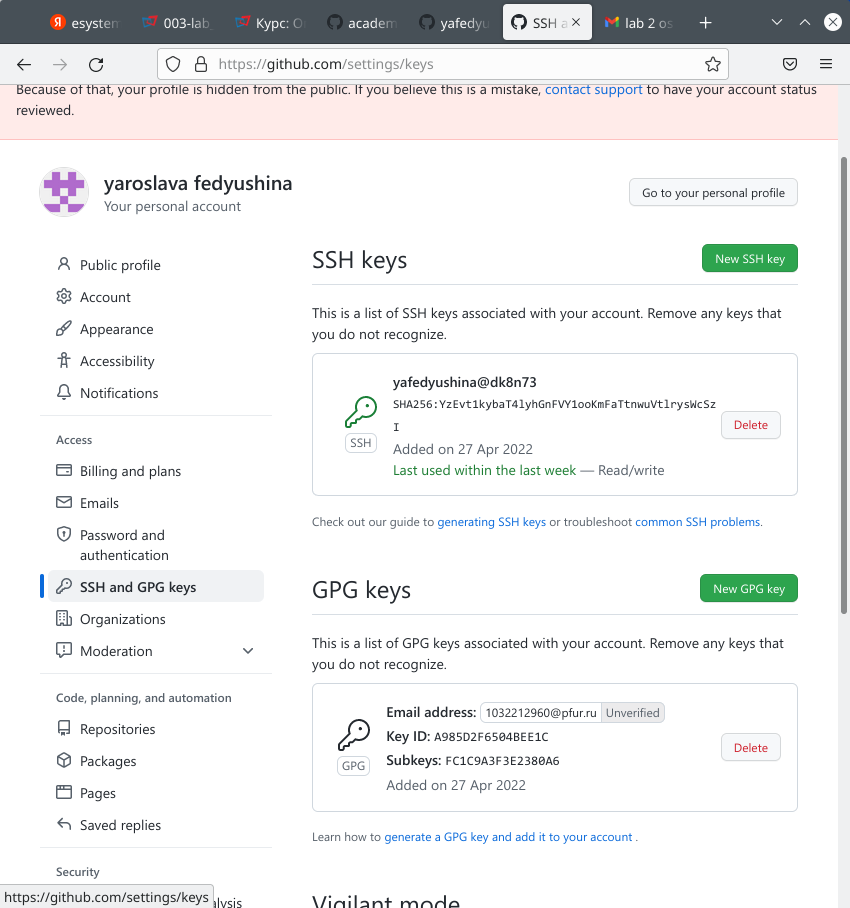 esystem
003-lab
Курс: О
academ
yafedyu
SSH a
lab 2 os
https://github.com/settings/keys
Because of that, your profile is hidden from the public. If you believe this is a mistake, contact support to have your account status
reviewed.
yaroslava fedyushina
Your personal account
Go to your personal profile
Public profile
Account
Appearance
Accessibility
Notifications
Access
Billing and plans
Emails
Password and
authentication
SSH and GPG keys
Organizations
Moderation
Code, planning, and automation
Repositories
Packages
Pages
Saved replies
Security
SSH keys
New SSH key
This is a list of SSH keys associated with your account. Remove any keys that
you do not recognize.
yafedyushina@dk8n73
SHA256:YzEvt1kybaT4lyhGnFVY1ooKmFaTtnwuVtlrysWcSz
I
SSH
Added on 27 Apr 2022
Last used within the last week — Read/write
Delete
Check out our guide to generating SSH keys or troubleshoot common SSH problems.
GPG keys
New GPG key
This is a list of GPG keys associated with your account. Remove any keys that
you do not recognize.
Email address: 1032212960@pfur.ru Unverified
Key ID: A985D2F6504BEE1C
Subkeys: FC1C9A3F3E2380A6
GPG
Added on 27 Apr 2022
Delete
Learn how to generate a GPG key and add it to your account .
Vigilant mode
https://github.com/settings/keys
alysis